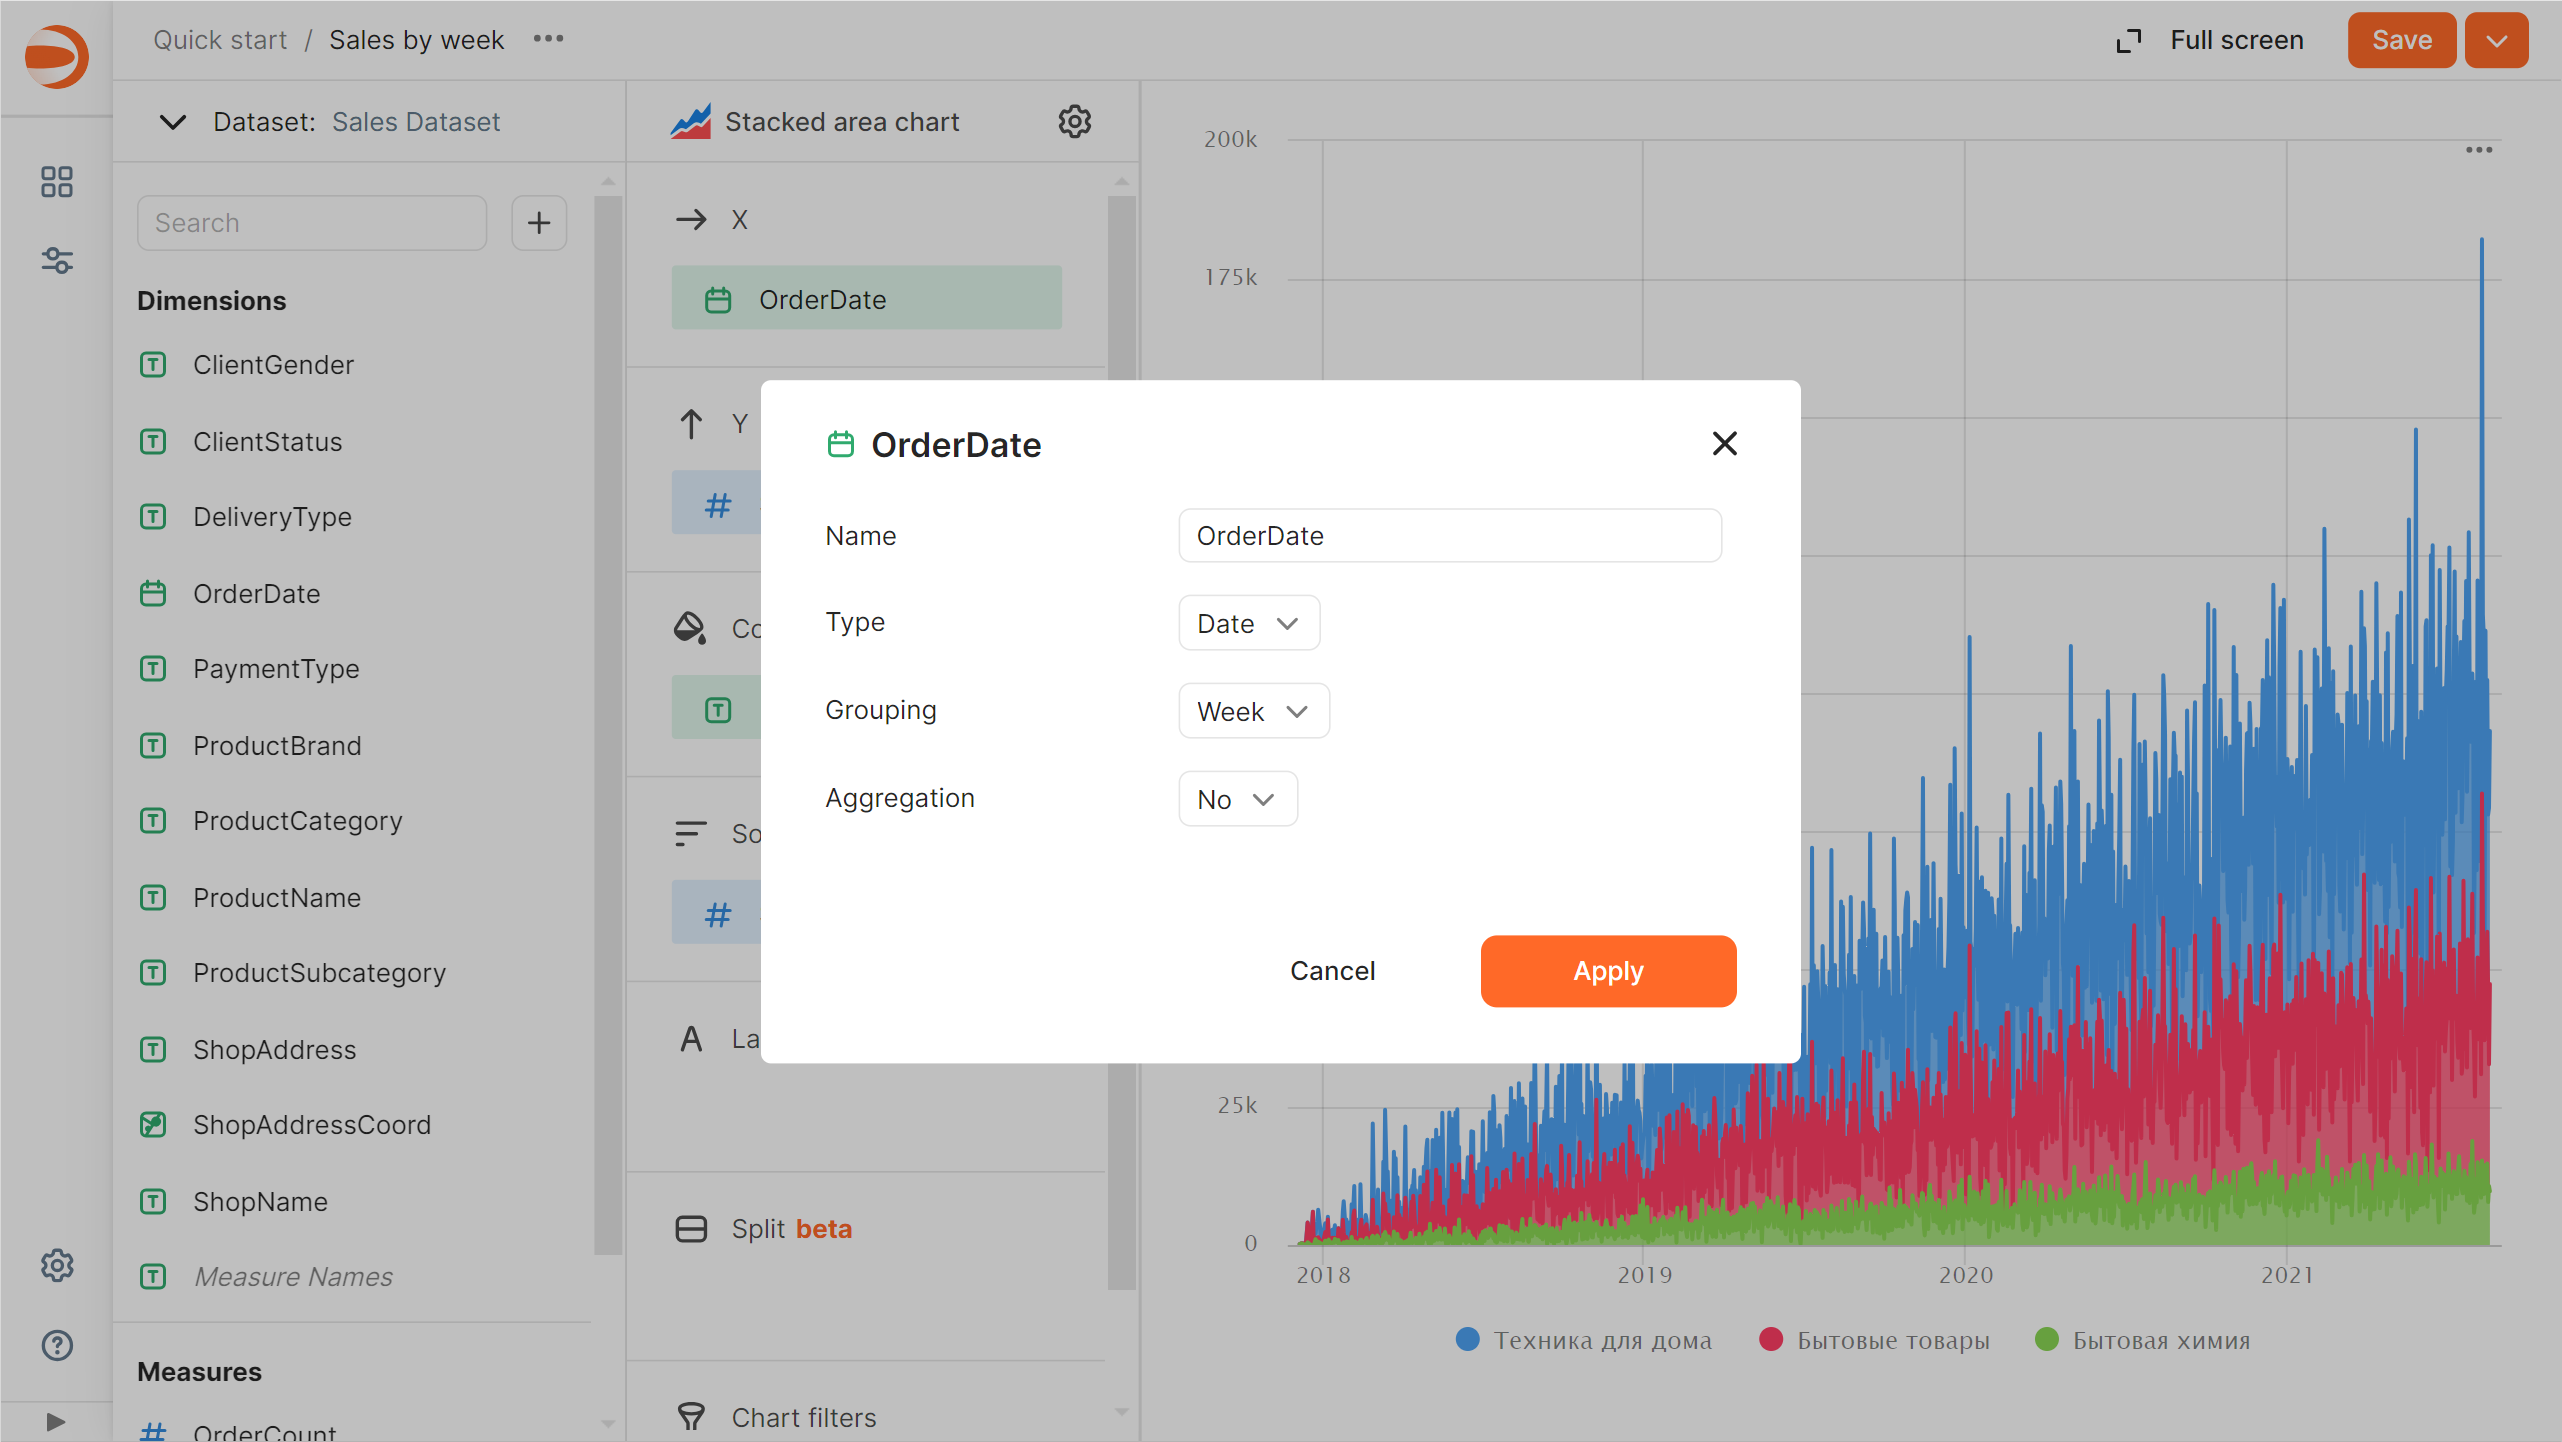 Quick start / Sales by week
Full screen
Save
Dataset: Sales Dataset
Search
Dimensions
ClientGender
ClientStatus
DeliveryType
OrderDate
PaymentType
ProductBrand
ProductCategory
ProductName
ProductSubcategory
ShopAddress
ShopAddressCoord
ShopName
Measure Names
Measures
OrderCount
Stacked area chart
X
OrderDate
Y
Co
So
La
Split beta
Chart filters
OrderDate
Name
OrderDate
Type
Date
Grouping
Week
Aggregation
No
Cancel
Apply
200k
175k
25k
0
2018
2019
2020
2021
Техника для дома
Бытовые товары
Бытовая химия